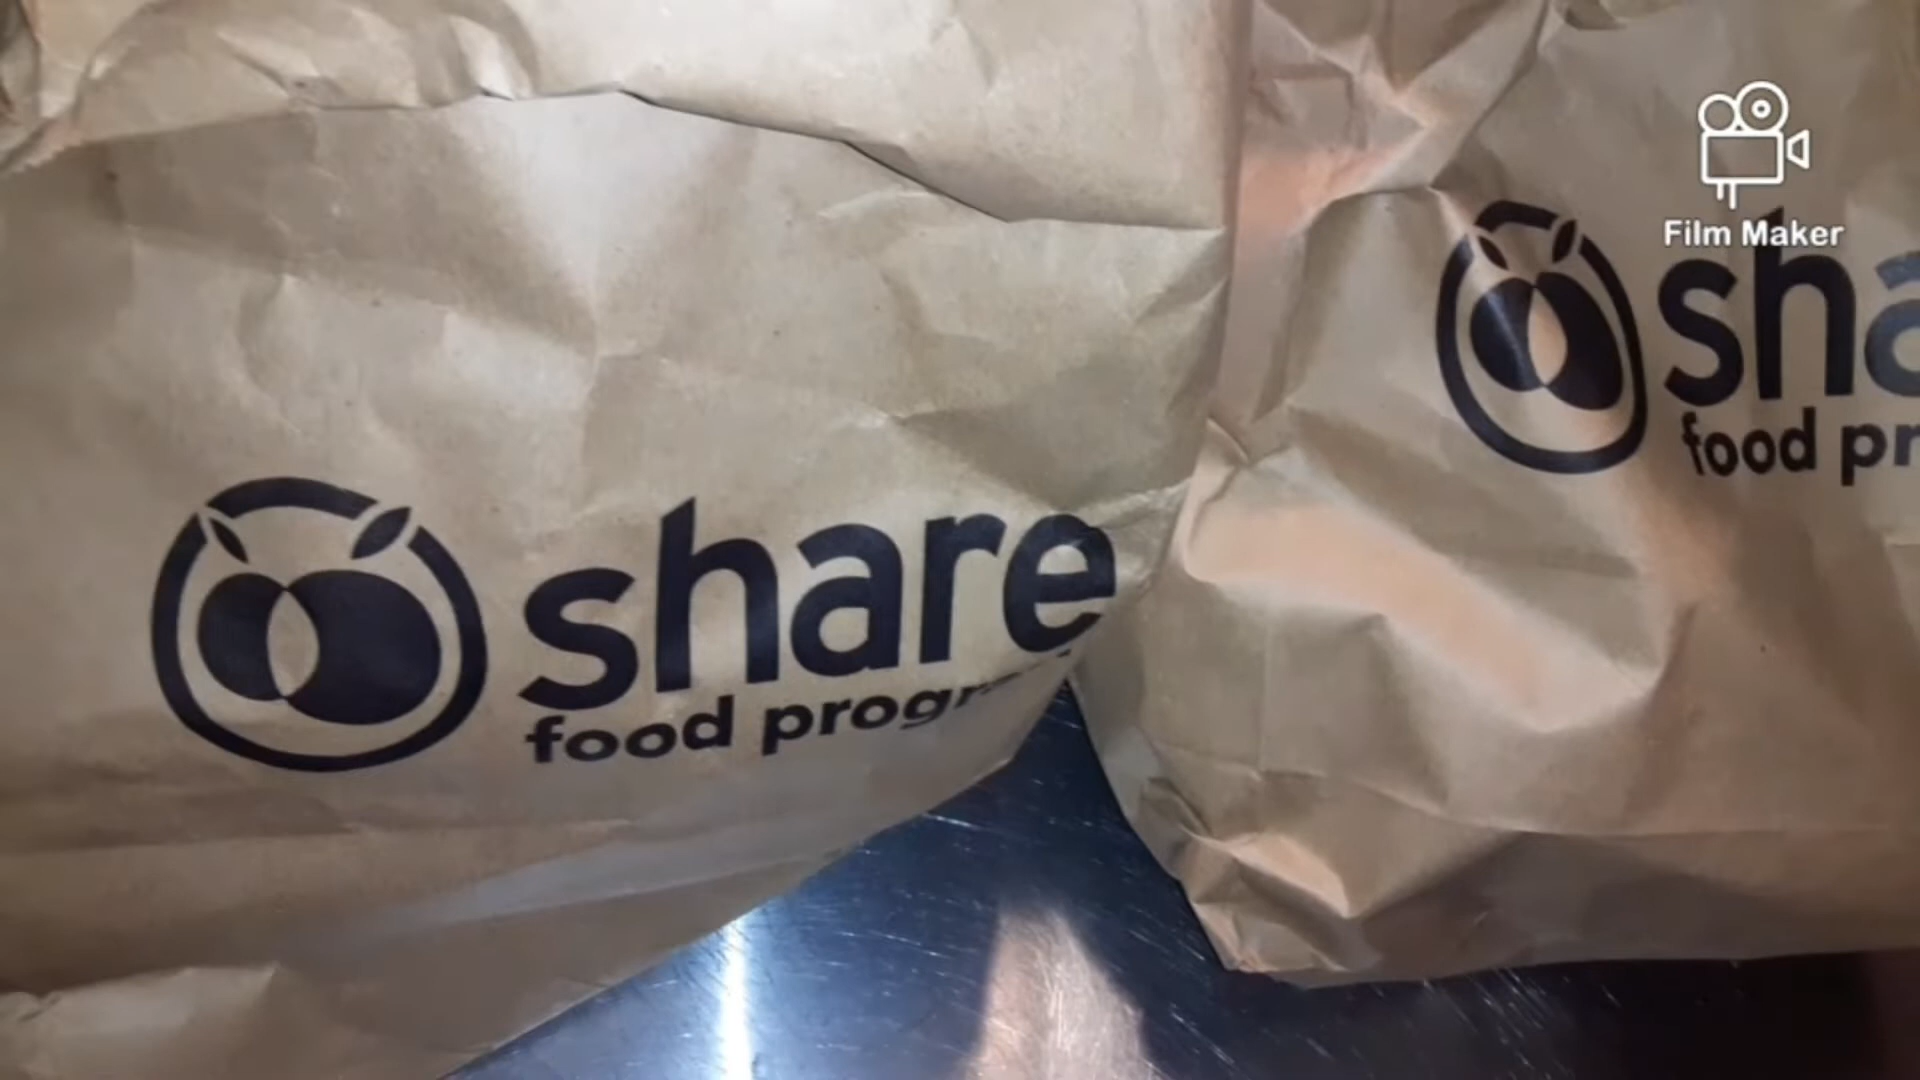 share
food progr
Film Maker
sha
food pr